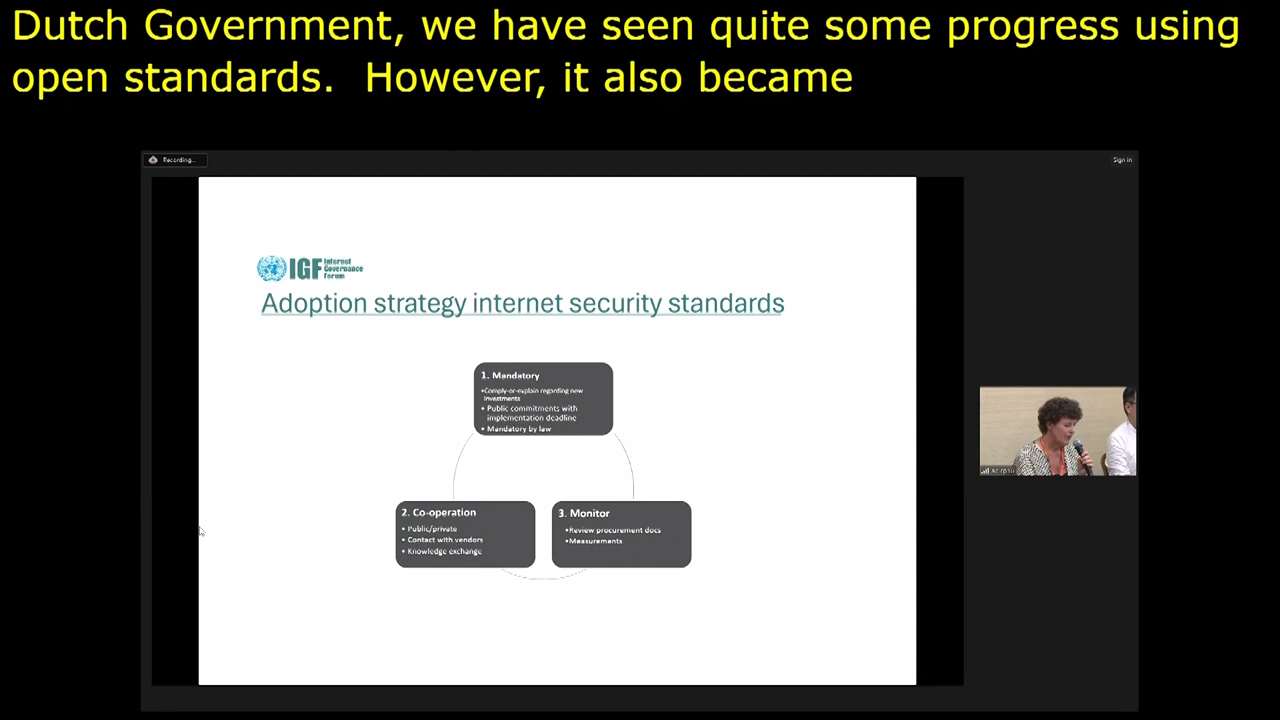 Dutch Government, we have seen quite some progress using
open standards.  However, it also became
Recording...
Sign in
IGF Internet
Governance
Forum
Adoption strategy internet security standards
1. Mandatory
•Comply-or-explain regarding new
investments
• Public commitments with
implementation deadline
• Mandatory by law
2. Co-operation
• Public/private
• Contact with vendors
• Knowledge exchange
3. Monitor
•Review procurement docs
•Measurements